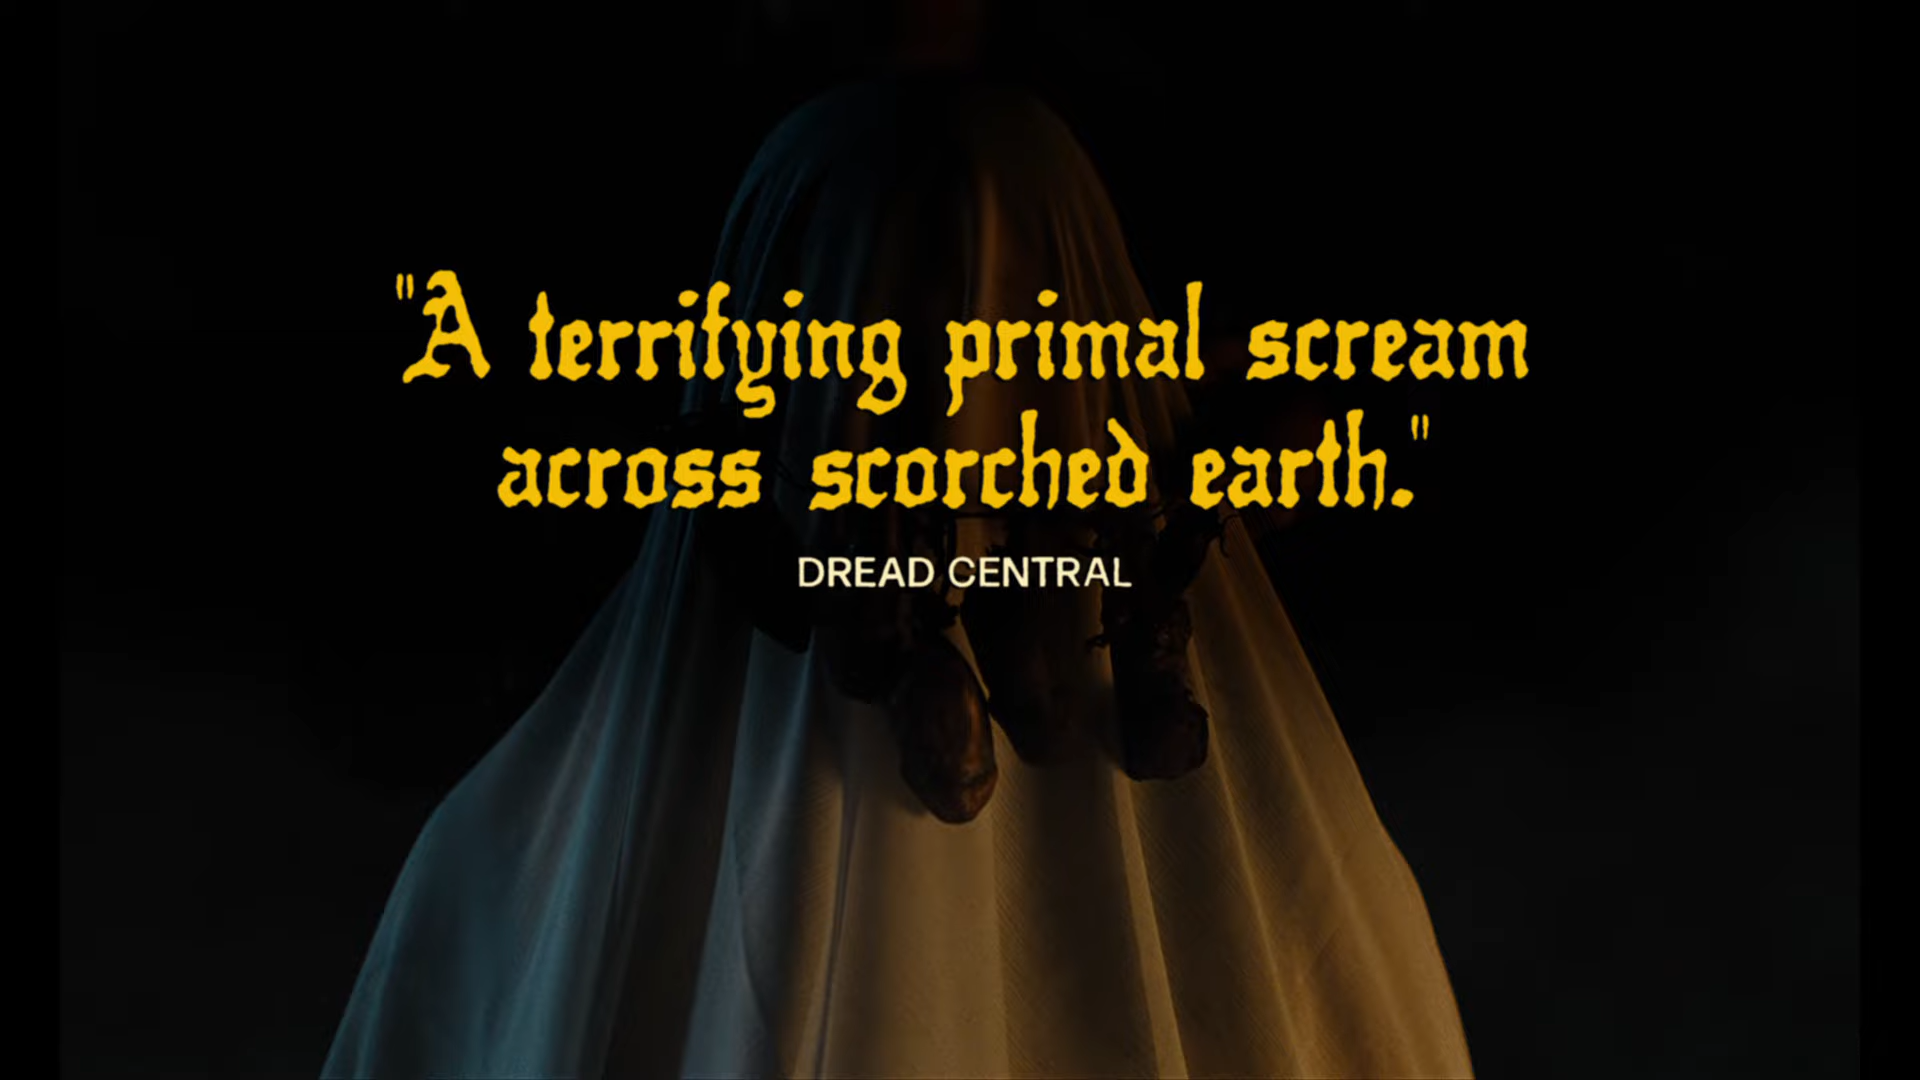 "A terrifying primal scream
across scorched earth."
DREAD CENTRAL